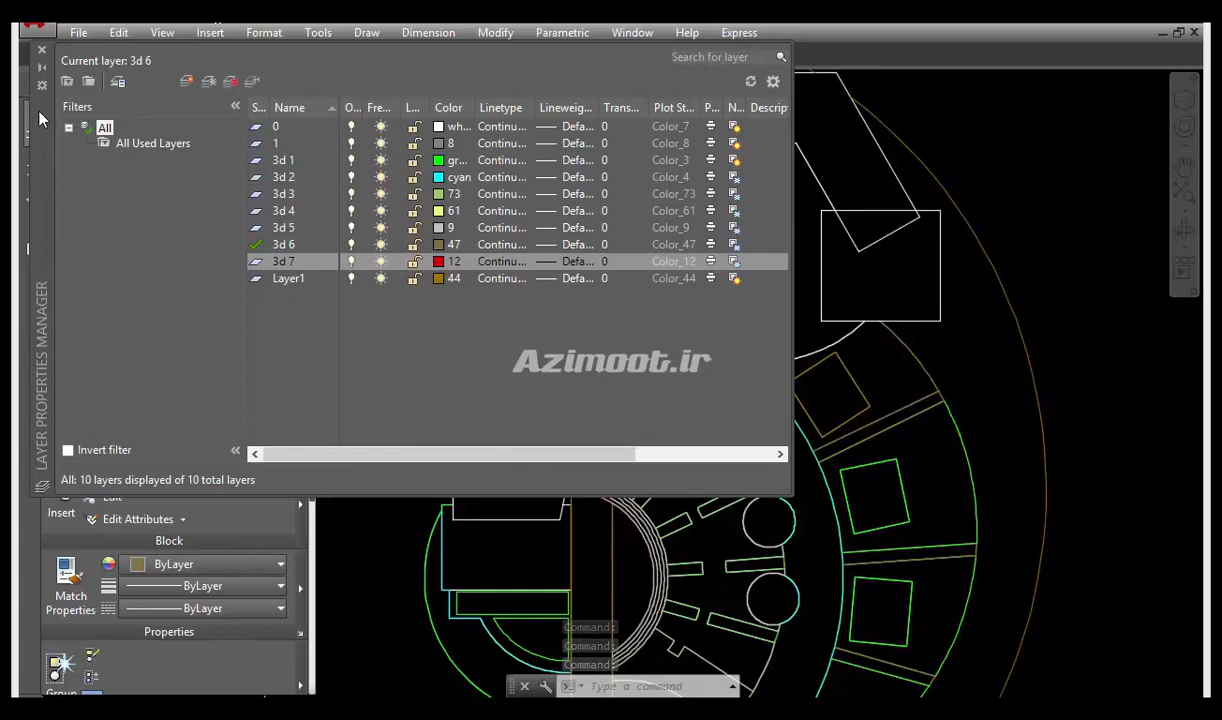 File Edit View Insert Format Tools Draw Dimension Modify Parametric Window Help Express
Current layer: 3d 6
Search for layer
Filters
S... Name O... Fre... L... Color Linetype Lineweig... Trans... Plot St... P... N... Descrip
All
All Used Layers
0 wh... Continu... Defa... 0 Color_7
1 8 Continu... Defa... 0 Color_8
3d 1 gr... Continu... Defa... 0 Color_3
3d 2 cyan Continu... Defa... 0 Color_4
3d 3 73 Continu... Defa... 0 Color_73
3d 4 61 Continu... Defa... 0 Color_61
3d 5 9 Continu... Defa... 0 Color_9
3d 6 47 Continu... Defa... 0 Color_47
3d 7 12 Continu... Defa... 0 Color_12
Layer1 44 Continu... Defa... 0 Color_44
Azimoot.ir
LAYER PROPERTIES MANAGER
Invert filter
All: 10 layers displayed of 10 total layers
Insert
Edit Attributes
Block
ByLayer
ByLayer
ByLayer
Match
Properties
Properties
Group
Command:
Command:
Command:
Type a command